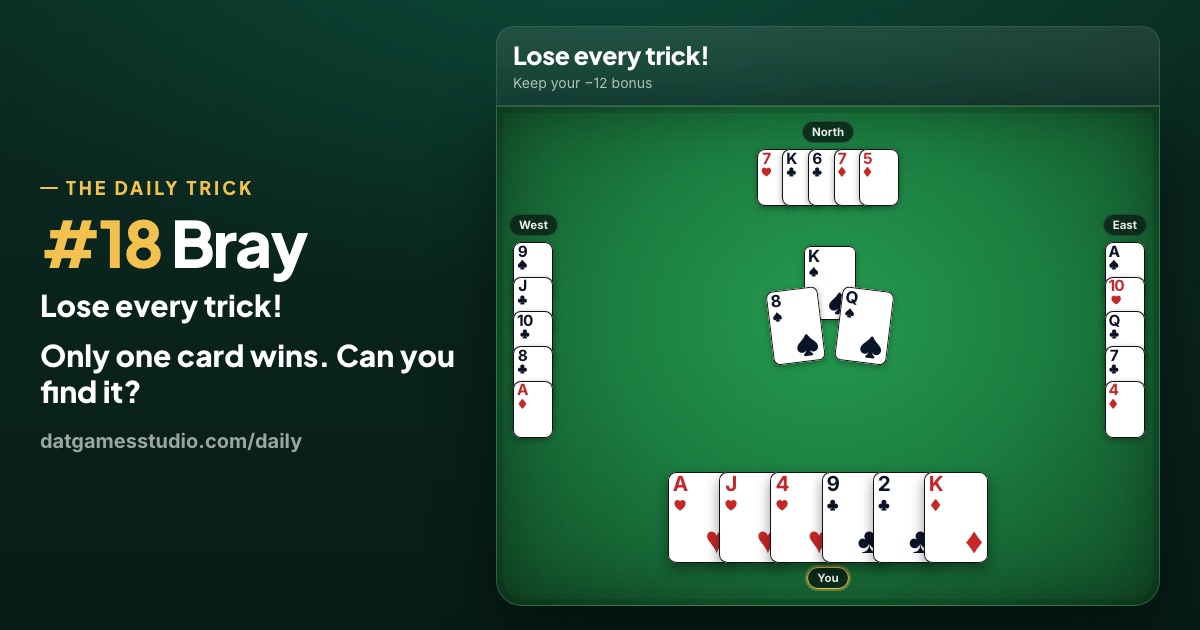 — THE DAILY TRICK
#18 Bray
Lose every trick!
Only one card wins. Can you
find it?
datgamesstudio.com/daily
Lose every trick!
Keep your −12 bonus
North
7♥ K♣ 6♣ 7♦ 5♦
West
9♠
J♣
10♣
8♣
A♦
East
A♠
10♥
Q♣
7♣
4♦
K♠
8♠
Q♠
A♥ J♥ 4♥ 9♣ 2♣ K♦
You